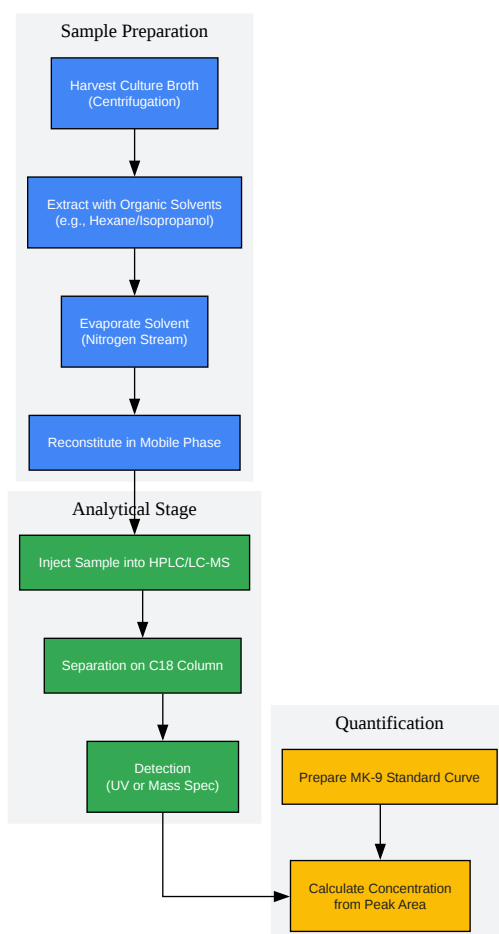 Sample Preparation
Harvest Culture Broth
(Centrifugation)
Extract with Organic Solvents
(e.g., Hexane/Isopropanol)
Evaporate Solvent
(Nitrogen Stream)
Reconstitute in Mobile Phase
Analytical Stage
Inject Sample into HPLC/LC-MS
Separation on C18 Column
Detection
(UV or Mass Spec)
Quantification
Prepare MK-9 Standard Curve
Calculate Concentration
from Peak Area